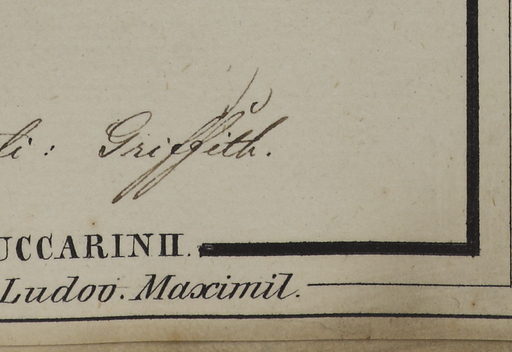 li: Griffith.
UCCARINII.
Ludov. Maximil.